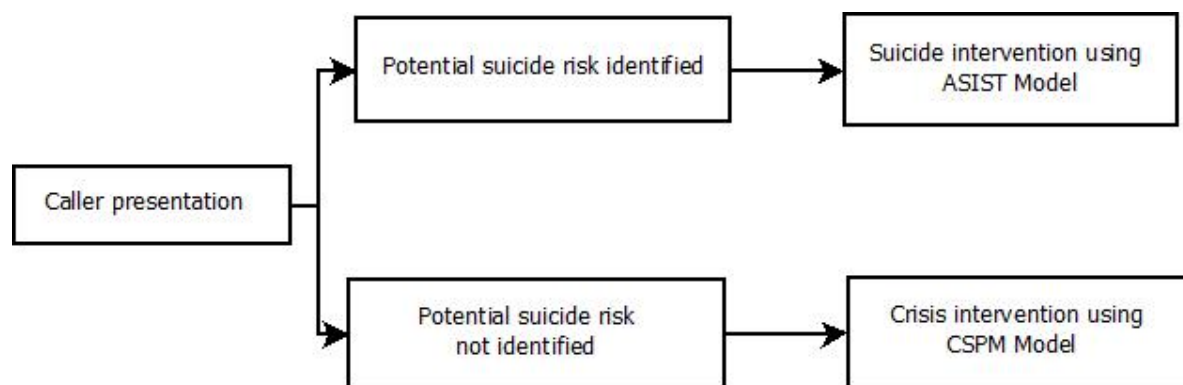 Potential suicide risk identified
Suicide intervention using
ASIST Model
Caller presentation
Potential suicide risk
not identified
Crisis intervention using
CSPM Model